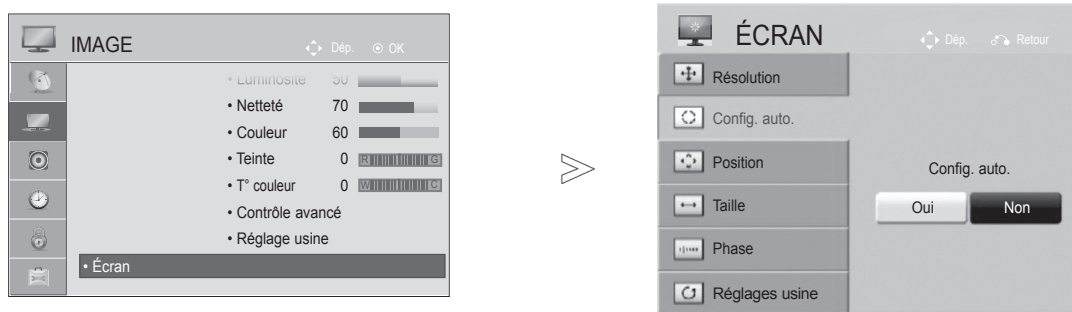 IMAGE
Dép. OK
• Luminosité 50
• Netteté 70
• Couleur 60
• Teinte 0 R G
• T° couleur 0 W C
• Contrôle avancé
• Réglage usine
• Écran
ÉCRAN
Dép. Retour
Résolution
Config. auto.
Position
Taille
Phase
Réglages usine
Config. auto.
Oui Non